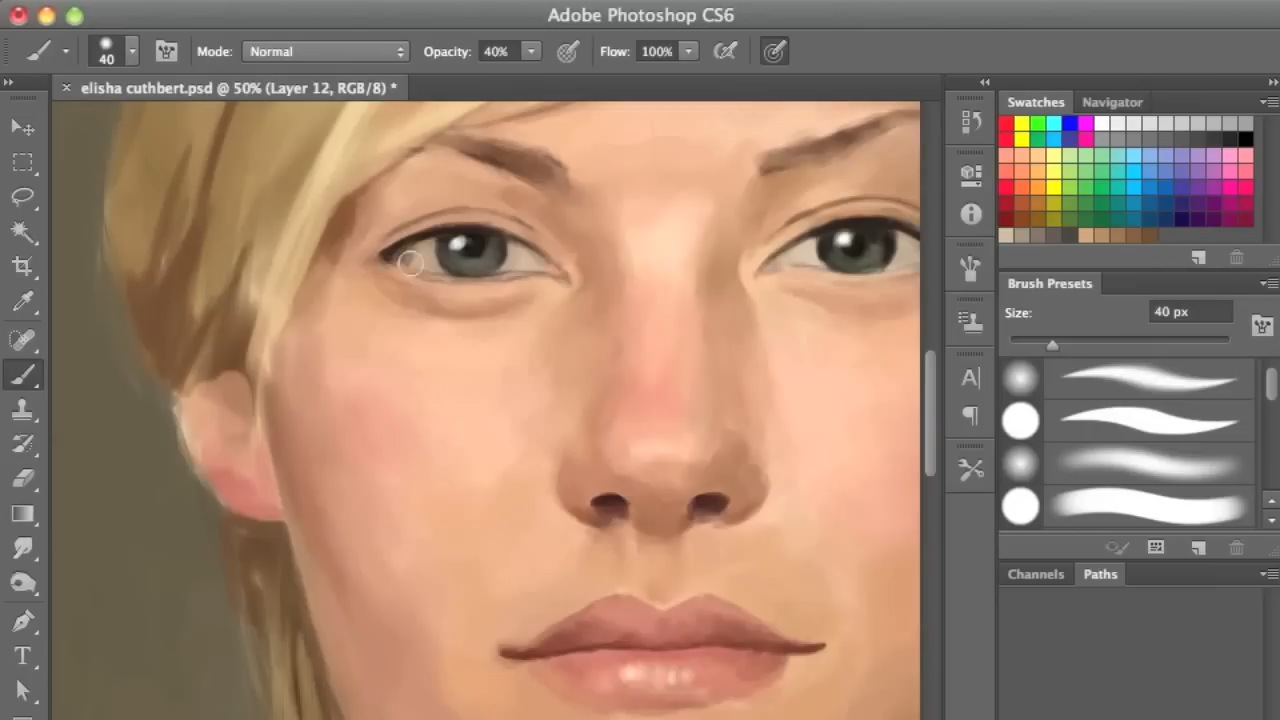 Adobe Photoshop CS6
40
Mode: Normal
Opacity: 40%
Flow: 100%
elisha cuthbert.psd @ 50% (Layer 12, RGB/8) *
Swatches
Navigator
Brush Presets
Size:
40 px
Channels
Paths